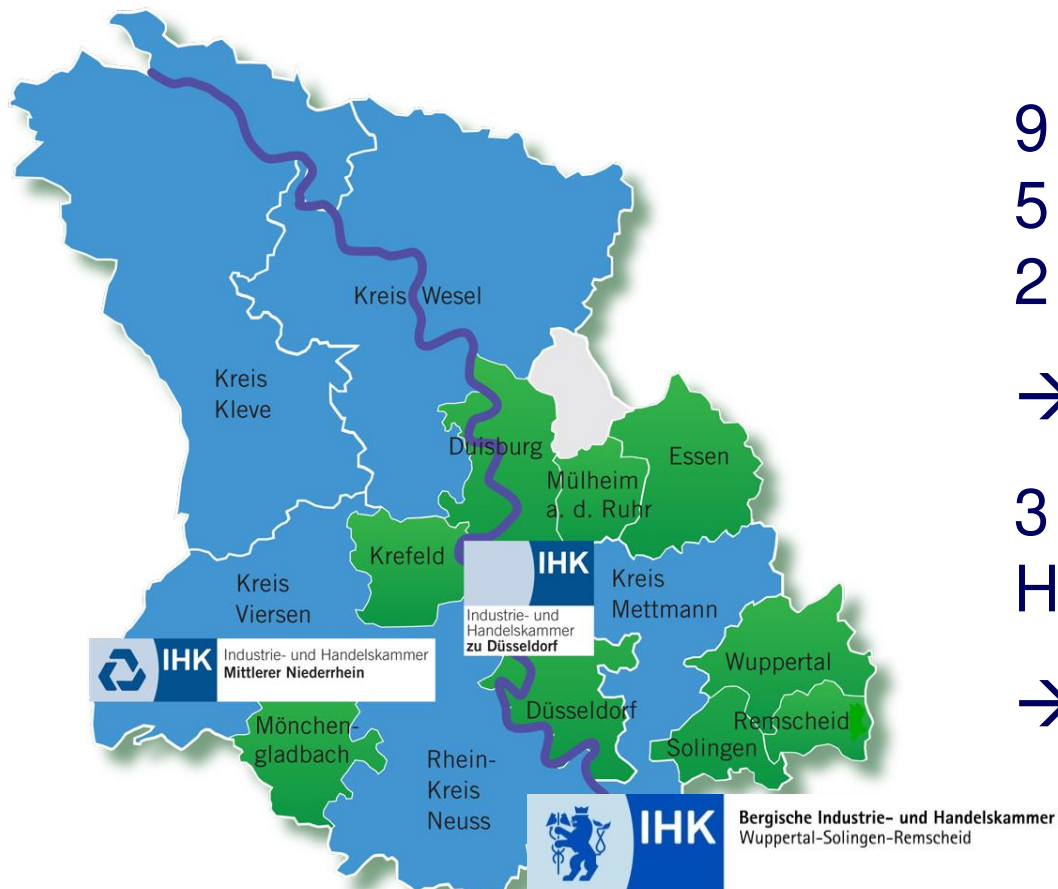 9
5
2
→
3
H
→
Kreis Wesel
Kreis
Kleve
Duisburg
Essen
Mülheim
a. d. Ruhr
Krefeld
IHK
Industrie- und
Handelskammer
zu Düsseldorf
Kreis
Mettmann
Kreis
Viersen
IHK
Industrie- und Handelskammer
Mittlerer Niederrhein
Wuppertal
Düsseldorf
Remscheid
Solingen
Mönchen-
gladbach
Rhein-
Kreis
Neuss
IHK
Bergische Industrie- und Handelskammer
Wuppertal-Solingen-Remscheid